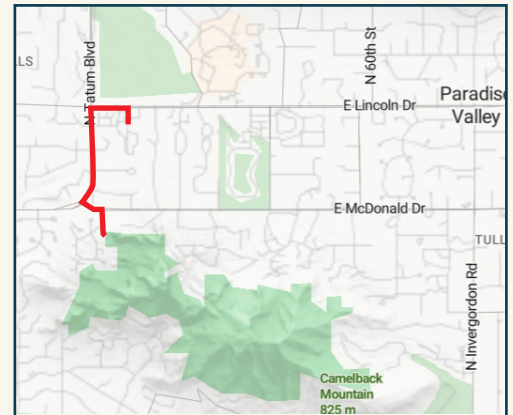 N Tatum Blvd
N 60th St
LLS
E Lincoln Dr
Paradise
Valley
E McDonald Dr
TULL
N Invergordon Rd
Camelback
Mountain
825 m